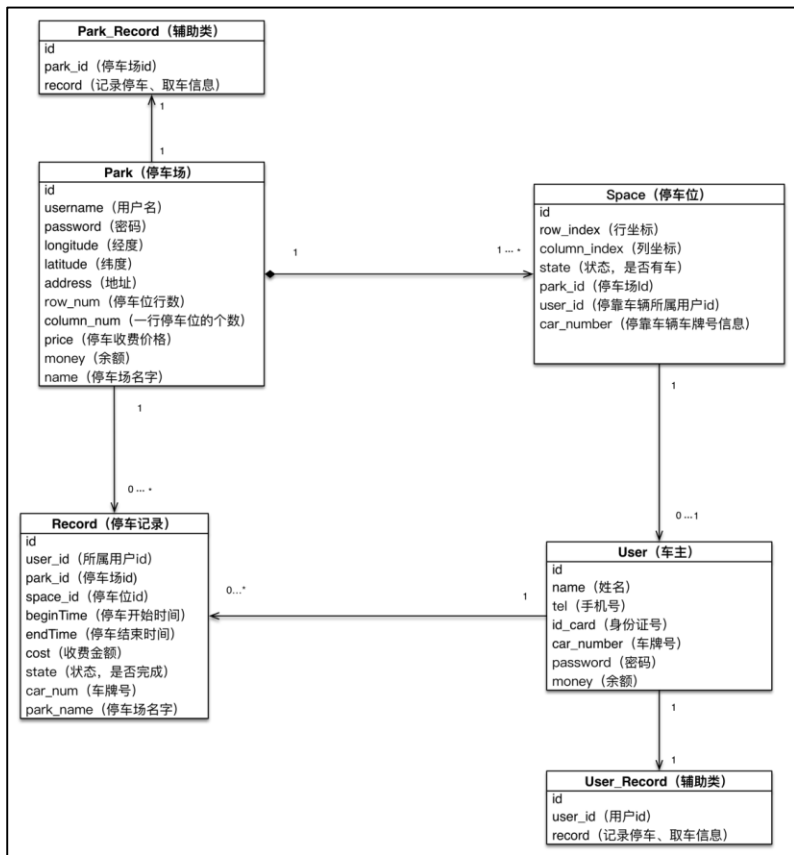 Park_Record（辅助类）
id
park_id（停车场id）
record（记录停车、取车信息）
1
1
Park（停车场）
id
username（用户名）
password（密码）
longitude（经度）
latitude（纬度）
address（地址）
row_num（停车位行数）
column_num（一行停车位的个数）
price（停车收费价格）
money（余额）
name（停车场名字）
1
1 ... *
Space（停车位）
id
row_index（行坐标）
column_index（列坐标）
state（状态，是否有车）
park_id（停车场Id）
user_id（停靠车辆所属用户id）
car_number（停靠车辆车牌号信息）
1
0 ... *
1
0 ...1
Record（停车记录）
id
user_id（所属用户id）
park_id（停车场id)
space_id（停车位id）
beginTime（停车开始时间）
endTime（停车结束时间）
cost（收费金额）
state（状态，是否完成）
car_num（车牌号）
park_name（停车场名字）
0...*
1
User（车主）
id
name（姓名）
tel（手机号）
id_card（身份证号）
car_number（车牌号）
password（密码）
money（余额）
1
1
User_Record（辅助类）
id
user_id（用户id）
record（记录停车、取车信息）